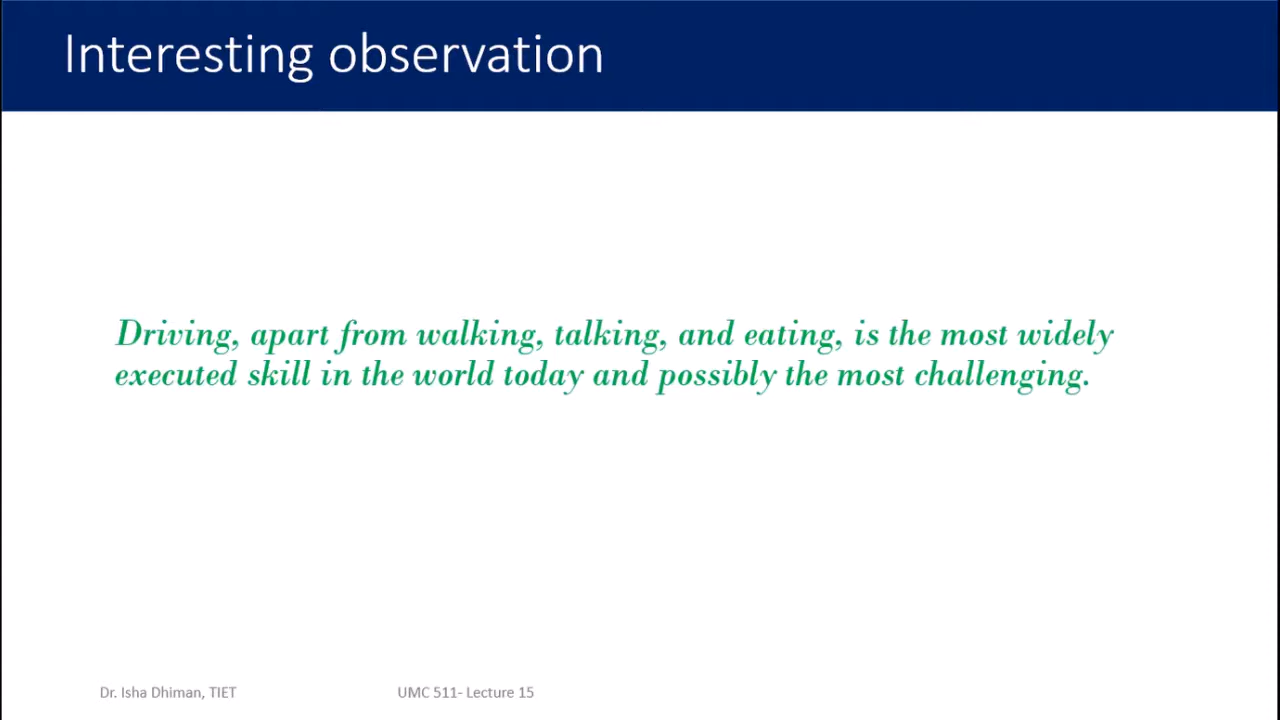 Interesting observation
Driving, apart from walking, talking, and eating, is the most widely
executed skill in the world today and possibly the most challenging.
Dr. Isha Dhiman, TIET
UMC 511- Lecture 15